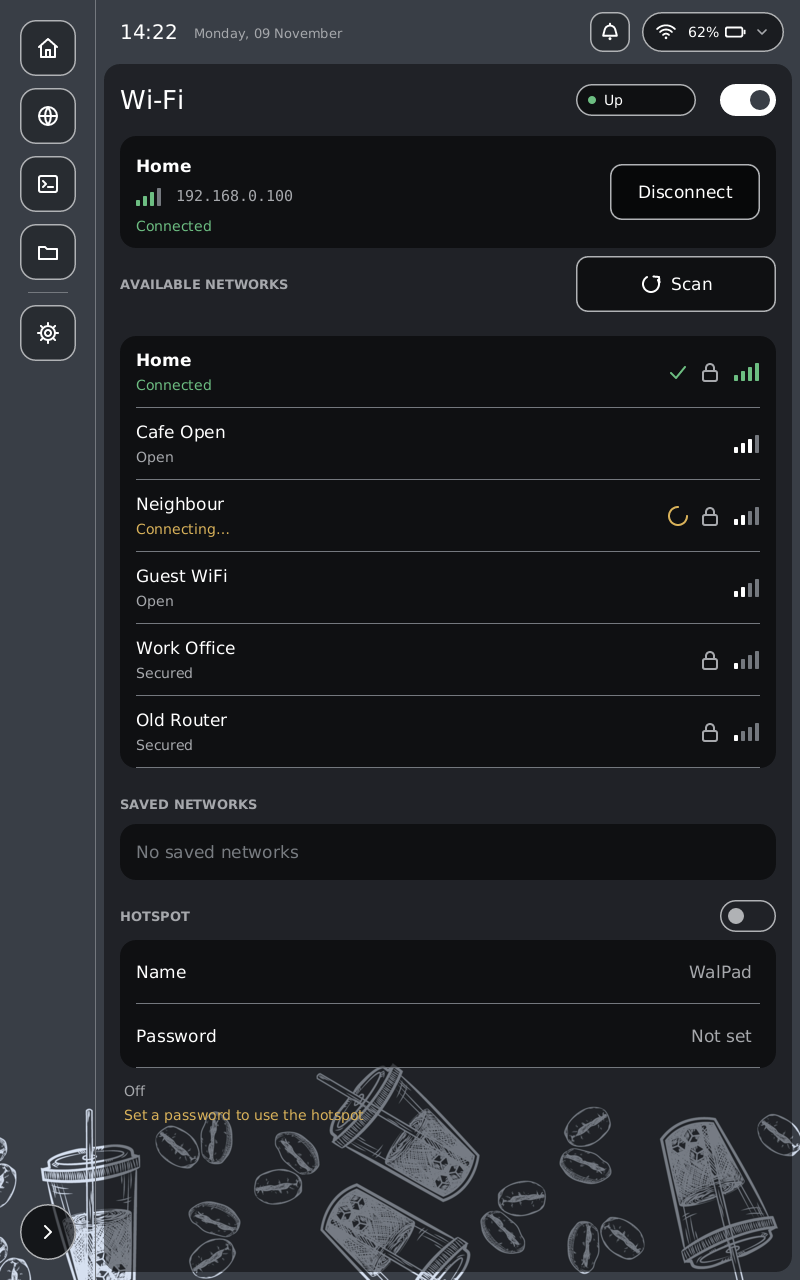 14:22 Monday, 09 November 62%
Wi-Fi Up
Home
192.168.0.100
Connected
Disconnect
AVAILABLE NETWORKS Scan
Home
Connected
Cafe Open
Open
Neighbour
Connecting...
Guest WiFi
Open
Work Office
Secured
Old Router
Secured
SAVED NETWORKS
No saved networks
HOTSPOT
Name WalPad
Password Not set
Off
Set a password to use the hotspot